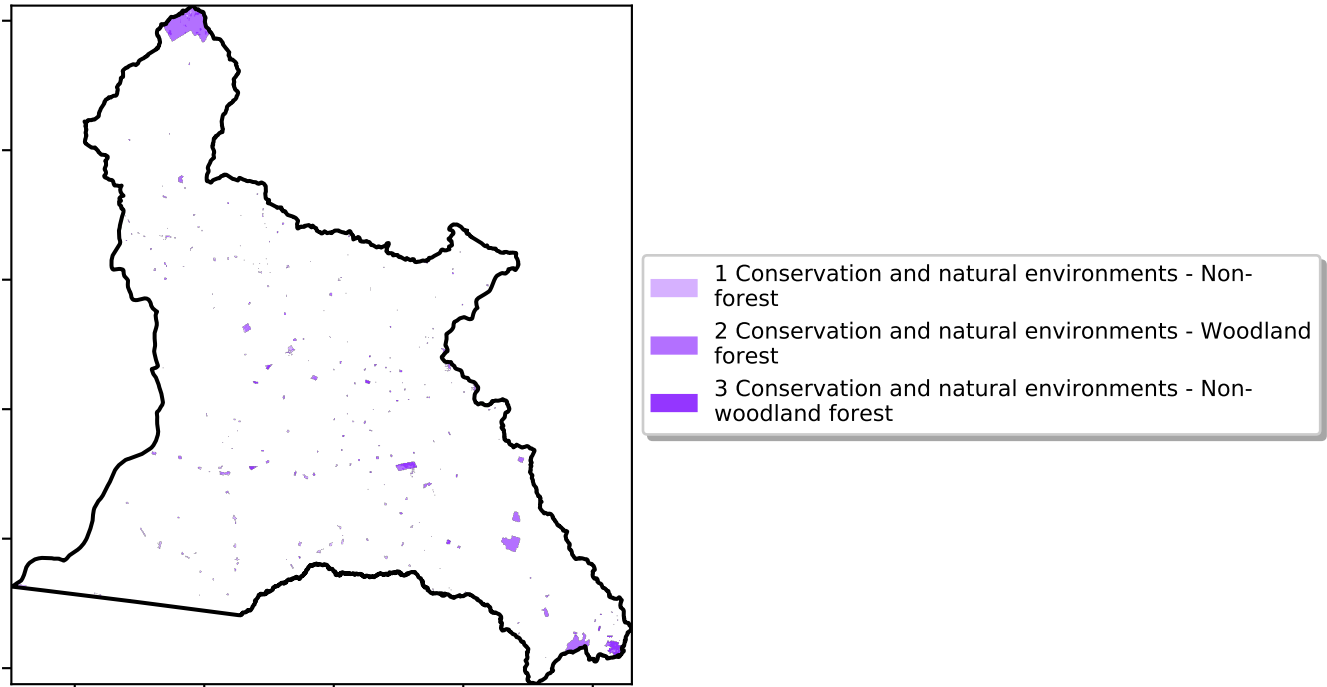 1 Conservation and natural environments - Non-
forest
2 Conservation and natural environments - Woodland
forest
3 Conservation and natural environments - Non-
woodland forest